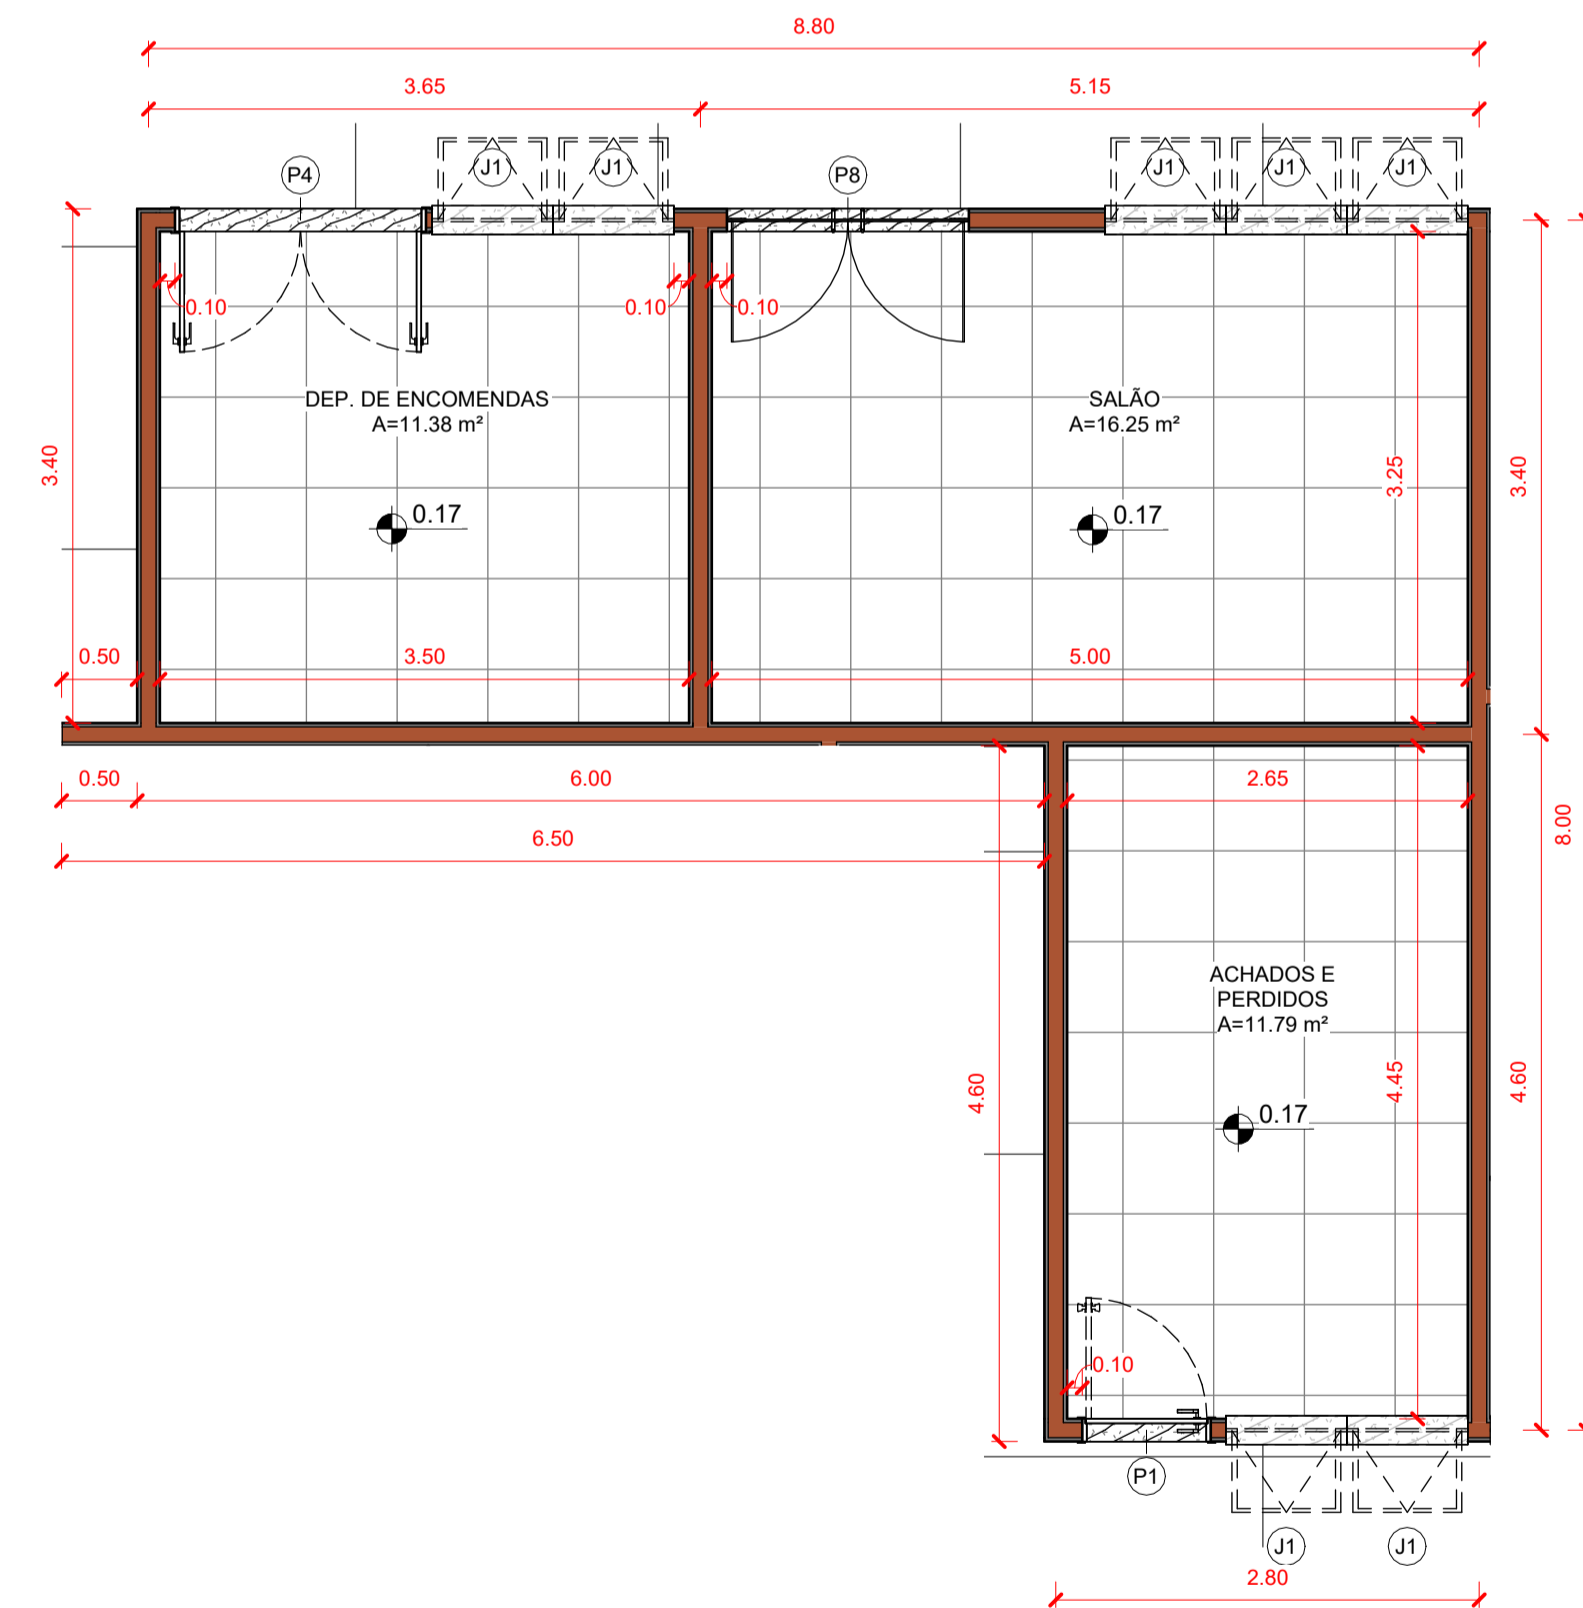 8.80
3.65
5.15
P4
J1
J1
P8
J1
J1
J1
0.10
0.10
0.10
DEP. DE ENCOMENDAS
A=11.38 m²
SALÃO
A=16.25 m²
3.40
3.25
3.40
0.17
0.17
0.50
3.50
5.00
0.50
6.00
2.65
6.50
8.00
ACHADOS E
PERDIDOS
A=11.79 m²
4.60
4.45
4.60
0.17
0.10
P1
J1
J1
2.80